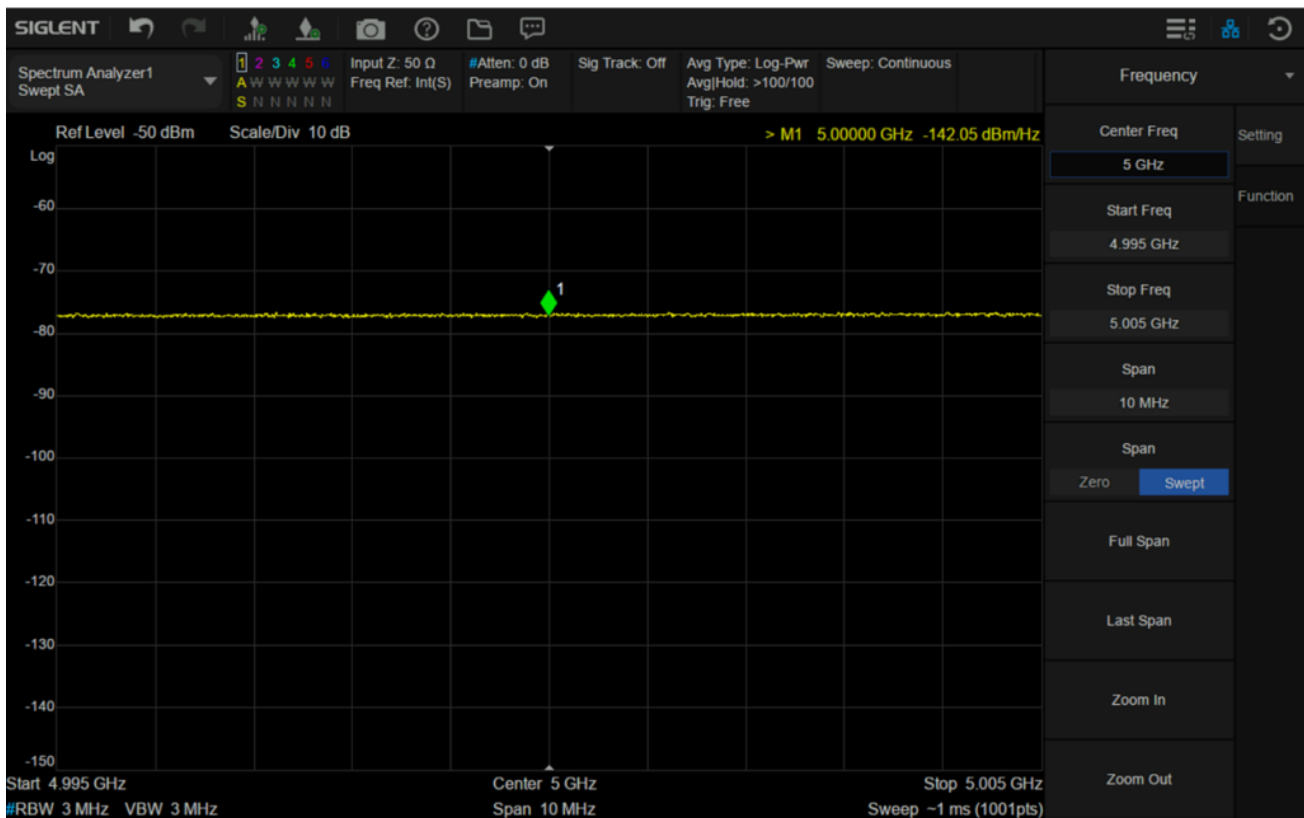 SIGLENT
Spectrum Analyzer1
Swept SA
1 2 3 4 5 6
A W W W W W
S N N N N N
Input Z: 50 Ω
Freq Ref: Int(S)
#Atten: 0 dB
Preamp: On
Sig Track: Off
Avg Type: Log-Pwr
Avg|Hold: >100/100
Trig: Free
Sweep: Continuous
Ref Level -50 dBm
Scale/Div 10 dB
> M1 5.00000 GHz -142.05 dBm/Hz
Log
-60
-70
-80
-90
-100
-110
-120
-130
-140
-150
1
Start 4.995 GHz
Center 5 GHz
Stop 5.005 GHz
#RBW 3 MHz VBW 3 MHz
Span 10 MHz
Sweep ~1 ms (1001pts)
Frequency
Center Freq
5 GHz
Start Freq
4.995 GHz
Stop Freq
5.005 GHz
Span
10 MHz
Span
Zero Swept
Full Span
Last Span
Zoom In
Zoom Out
Setting
Function